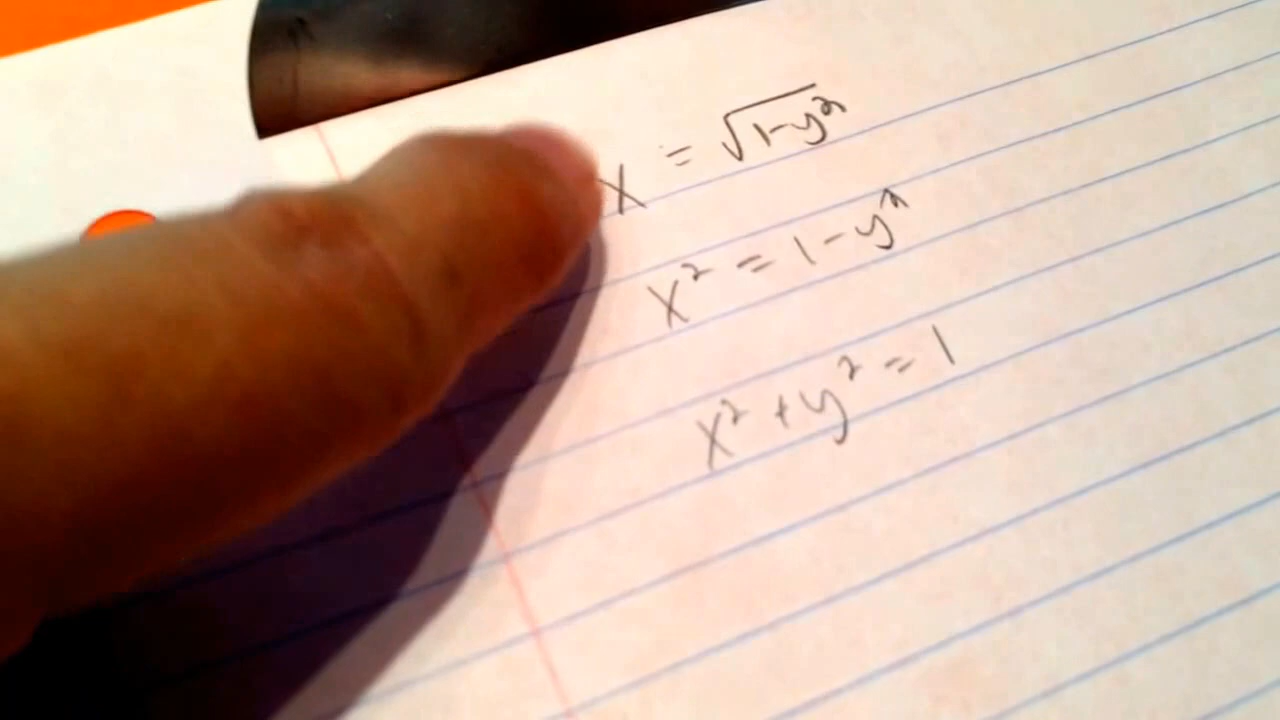 x = √1-y²
x² = 1-y²
x² + y² = 1